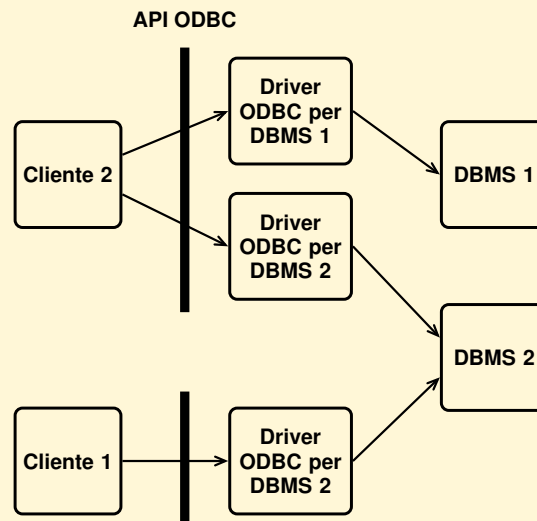 API ODBC
Driver
ODBC per
DBMS 1
Cliente 2
DBMS 1
Driver
ODBC per
DBMS 2
DBMS 2
Cliente 1
Driver
ODBC per
DBMS 2